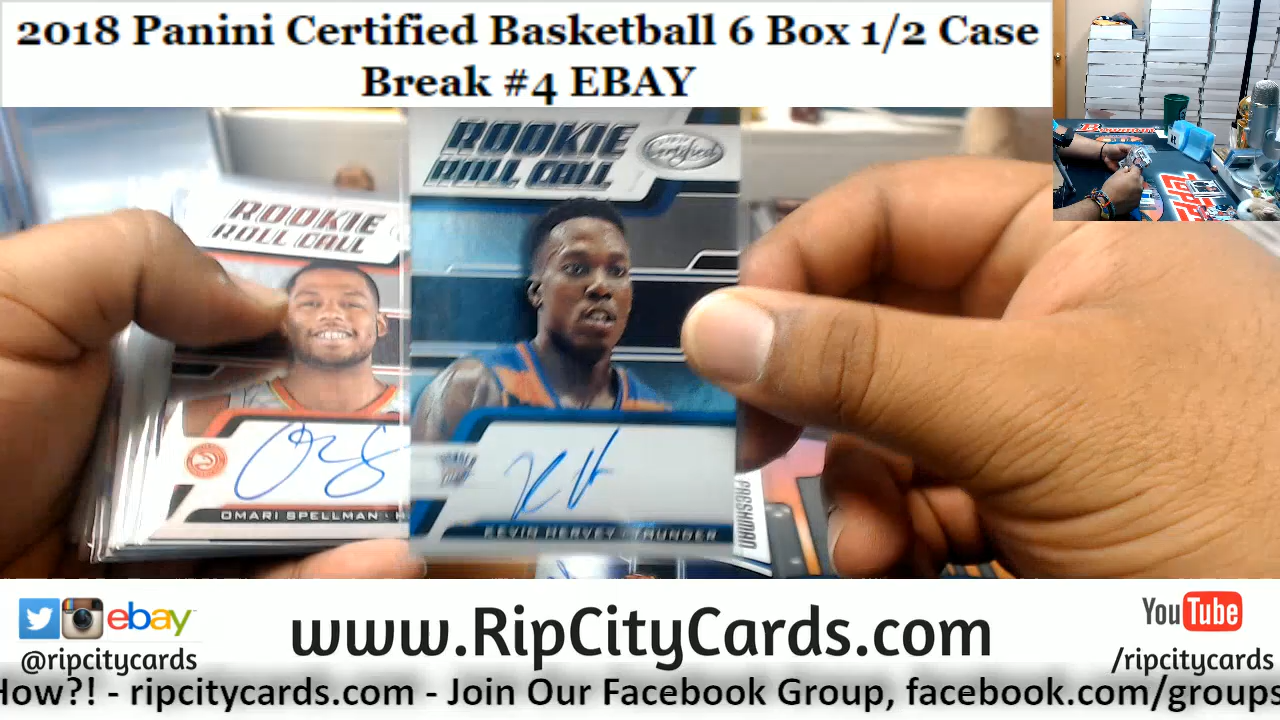 2018 Panini Certified Basketball 6 Box 1/2 Case
Break #4 EBAY
ROOKIE
ROLL CALL
Certified
ROOKIE
ROLL CALL
OMARI SPELLMAN
KEVIN HERVEY THUNDER
FRESHMAN
ebay
@ripcitycards
www.RipCityCards.com
YouTube
/ripcitycards
How?! - ripcitycards.com - Join Our Facebook Group, facebook.com/groups